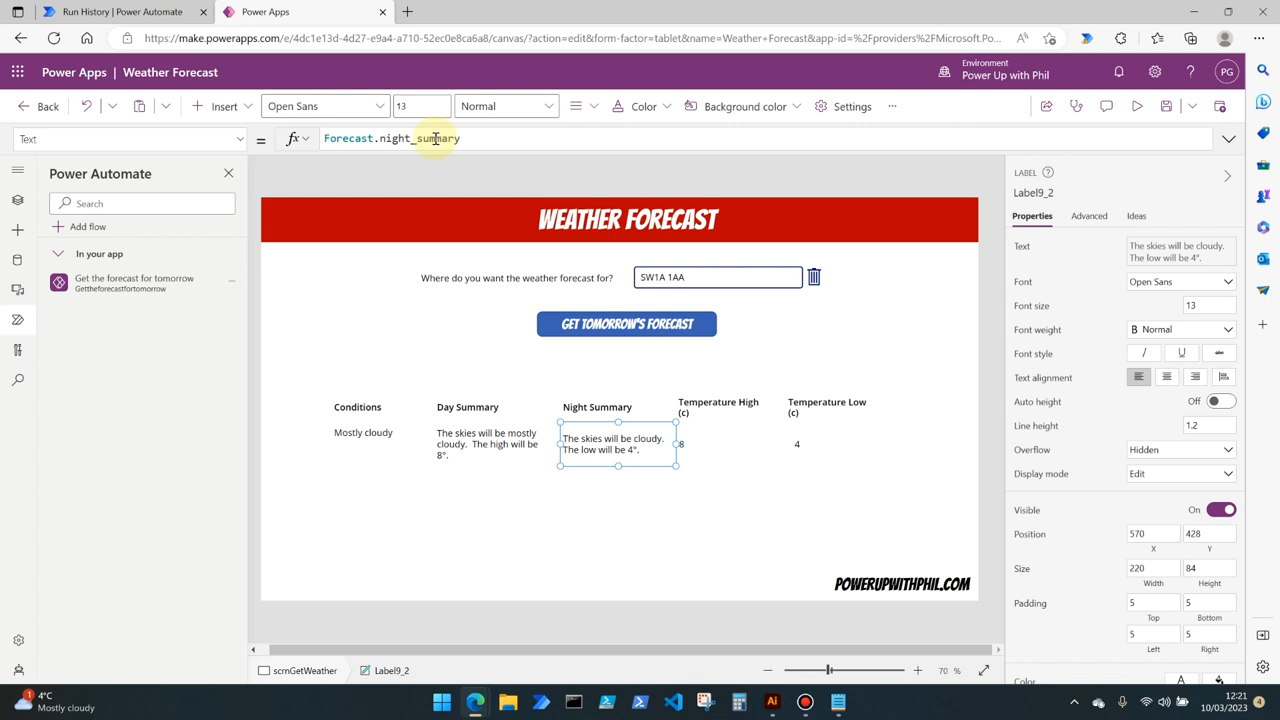 Run History | Power Automate
Power Apps
https://make.powerapps.com/e/4dc1e13d-4d27-e9a4-a710-52ec0e8ca6a8/canvas/?action=edit&form-factor=tablet&name=Weather+Forecast&app-id=%2Fproviders%2FMicrosoft.Po...
Power Apps | Weather Forecast
Environment
Power Up with Phil
PG
Back
Insert
Open Sans
13
Normal
Color
Background color
Settings
Text
= fx Forecast.night_summary
Power Automate
Search
Add flow
In your app
Get the forecast for tomorrow
Gettheforecastfortomorrow
WEATHER FORECAST
Where do you want the weather forecast for?
SW1A 1AA
GET TOMORROW'S FORECAST
Conditions
Day Summary
Night Summary
Temperature High
(c)
Temperature Low
(c)
Mostly cloudy
The skies will be mostly
cloudy. The high will be
8°.
The skies will be cloudy.
The low will be 4°.
8
4
POWERUPWITHPHIL.COM
scrnGetWeather
Label9_2
70 %
LABEL
Label9_2
Properties
Advanced
Ideas
Text
The skies will be cloudy.
The low will be 4°.
Font
Open Sans
Font size
13
Font weight
B Normal
Font style
/ U abc
Text alignment
Auto height
Off
Line height
1.2
Overflow
Hidden
Display mode
Edit
Visible
On
Position
570
428
X
Y
Size
220
84
Width
Height
Padding
5
5
Top
Bottom
5
5
Left
Right
Color
A
1
4°C
Mostly cloudy
Ai
12:21
10/03/2023
4